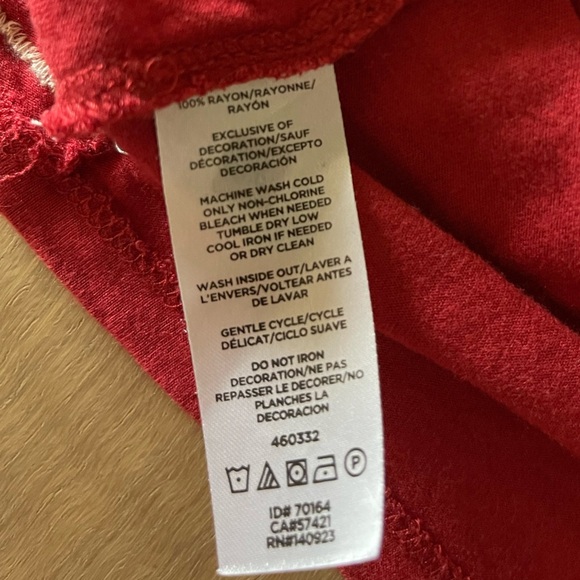 100% RAYON/RAYONNE/
RAYÓN
EXCLUSIVE OF
DECORATION/SAUF
DÉCORATION/EXCEPTO
DECORACIÓN
MACHINE WASH COLD
ONLY NON-CHLORINE
BLEACH WHEN NEEDED
TUMBLE DRY LOW
COOL IRON IF NEEDED
OR DRY CLEAN
WASH INSIDE OUT/LAVER A
L'ENVERS/VOLTEAR ANTES
DE LAVAR
GENTLE CYCLE/CYCLE
DÉLICAT/CICLO SUAVE
DO NOT IRON
DECORATION/NE PAS
REPASSER LE DECORER/NO
PLANCHES LA
DECORACION
460332
P
ID# 70164
CA#57421
RN#140923